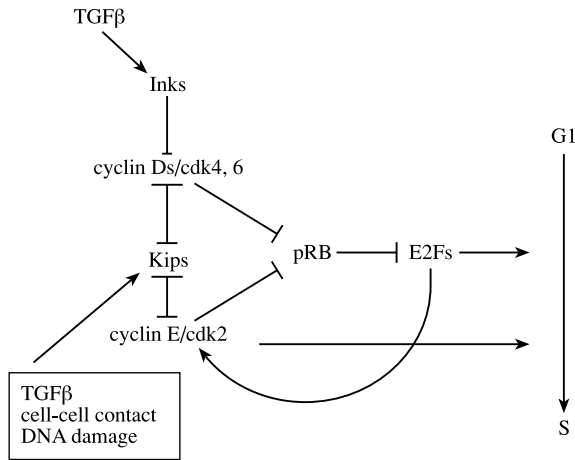 TGFβ
Inks
G1
cyclin Ds/cdk4, 6
Kips
pRB
E2Fs
cyclin E/cdk2
TGFβ
cell-cell contact
DNA damage
S